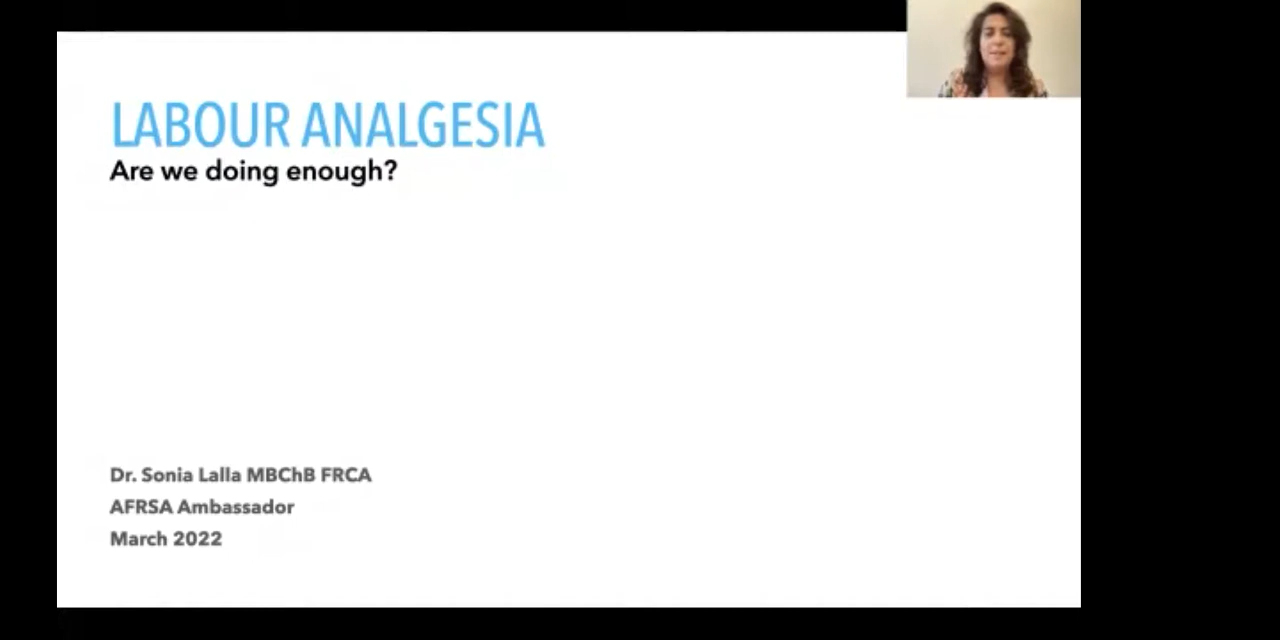 LABOUR ANALGESIA
Are we doing enough?
Dr. Sonia Lalla MBChB FRCA
AFRSA Ambassador
March 2022